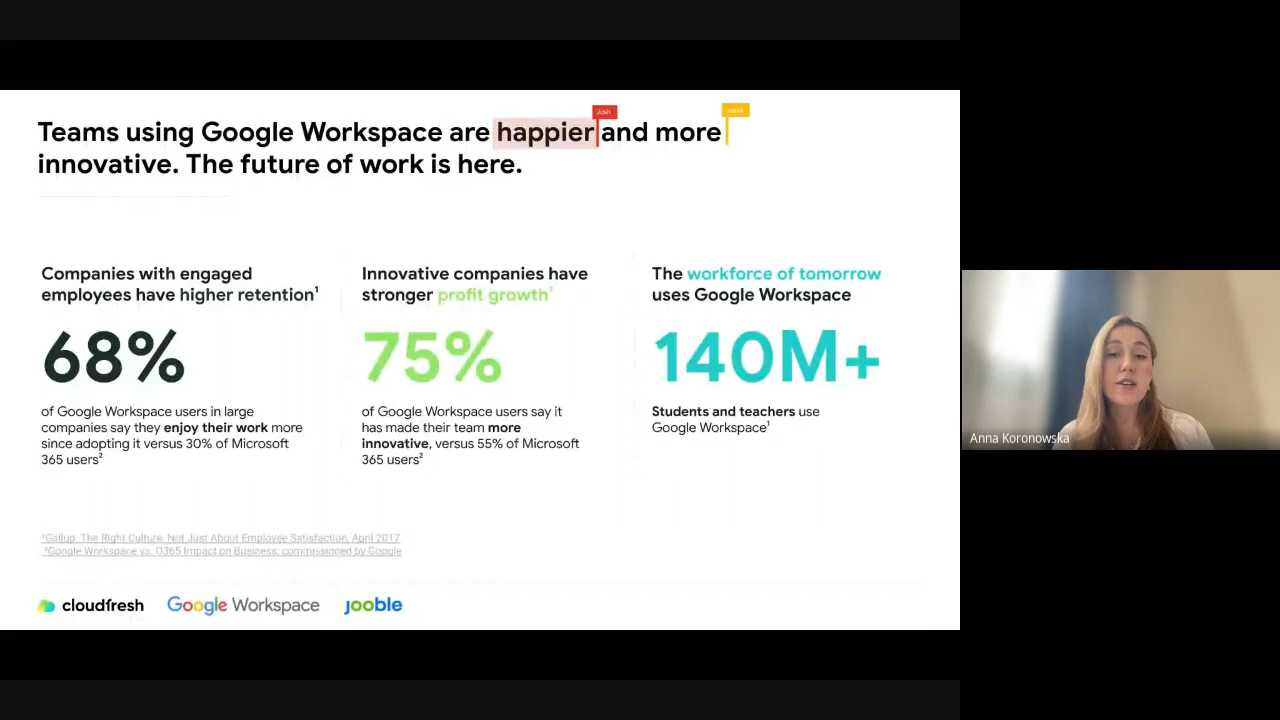 Josh
Teams using Google Workspace are happier and more
innovative. The future of work is here.
Companies with engaged
employees have higher retention¹
68%
of Google Workspace users in large
companies say they enjoy their work more
since adopting it versus 30% of Microsoft
365 users²
Innovative companies have
stronger profit growth¹
75%
of Google Workspace users say it
has made their team more
innovative, versus 55% of Microsoft
365 users²
The workforce of tomorrow
uses Google Workspace
140M+
Students and teachers use
Google Workspace¹
¹Gallup, The Right Culture, Not Just About Employee Satisfaction, April 2017
²Google Workspace vs. O365 Impact on Business; commissioned by Google
cloudfresh Google Workspace jooble
Anna Koronowska